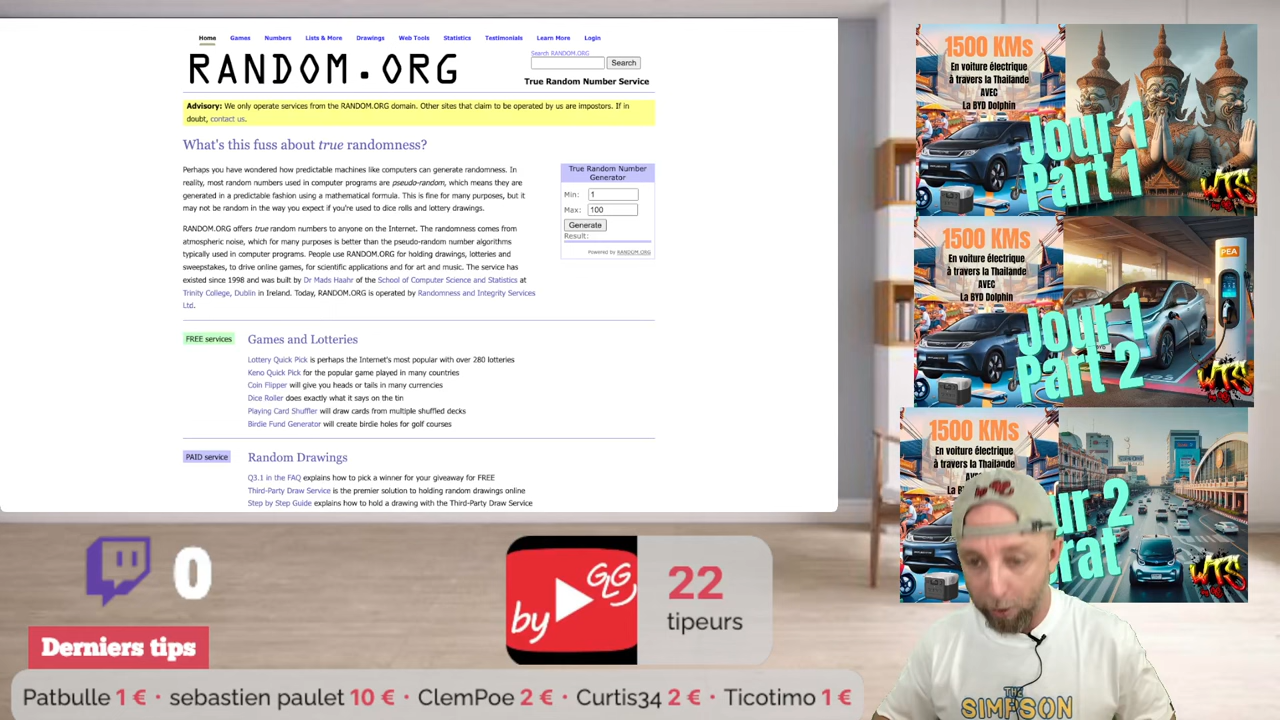 Home Games Numbers Lists & More Drawings Web Tools Statistics Testimonials Learn More Login
RANDOM.ORG
Search RANDOM.ORG
Search
True Random Number Service
Advisory: We only operate services from the RANDOM.ORG domain. Other sites that claim to be operated by us are impostors. If in
doubt, contact us.
What's this fuss about true randomness?
Perhaps you have wondered how predictable machines like computers can generate randomness. In
reality, most random numbers used in computer programs are pseudo-random, which means they are
generated in a predictable fashion using a mathematical formula. This is fine for many purposes, but it
may not be random in the way you expect if you're used to dice rolls and lottery drawings.
RANDOM.ORG offers true random numbers to anyone on the Internet. The randomness comes from
atmospheric noise, which for many purposes is better than the pseudo-random number algorithms
typically used in computer programs. People use RANDOM.ORG for holding drawings, lotteries and
sweepstakes, to drive online games, for scientific applications and for art and music. The service has
existed since 1998 and was built by Dr Mads Haahr of the School of Computer Science and Statistics at
Trinity College, Dublin in Ireland. Today, RANDOM.ORG is operated by Randomness and Integrity Services
Ltd.
True Random Number
Generator
Min: 1
Max: 100
Generate
Result:
Powered by RANDOM.ORG
FREE services
Games and Lotteries
Lottery Quick Pick is perhaps the Internet's most popular with over 280 lotteries
Keno Quick Pick for the popular game played in many countries
Coin Flipper will give you heads or tails in many currencies
Dice Roller does exactly what it says on the tin
Playing Card Shuffler will draw cards from multiple shuffled decks
Birdie Fund Generator will create birdie holes for golf courses
PAID service
Random Drawings
Q3.1 in the FAQ explains how to pick a winner for your giveaway for FREE
Third-Party Draw Service is the premier solution to holding random drawings online
Step by Step Guide explains how to hold a drawing with the Third-Party Draw Service
1500 KMs
En voiture électrique
à travers la Thailande
AVEC
La BYD Dolphin
Jour 1
Part 1
WTS
1500 KMs
En voiture électrique
à travers la Thailande
AVEC
La BYD Dolphin
Jour 1
Part 2
PEA
WTS
1500 KMs
En voiture électrique
à travers la Thailande
ur 2
rat
WTS
THE
SIMPSON
0
by GG
22
tipeurs
Derniers tips
Patbulle 1 € · sebastien paulet 10 € · ClemPoe 2 € · Curtis34 2 € · Ticotimo 1 €